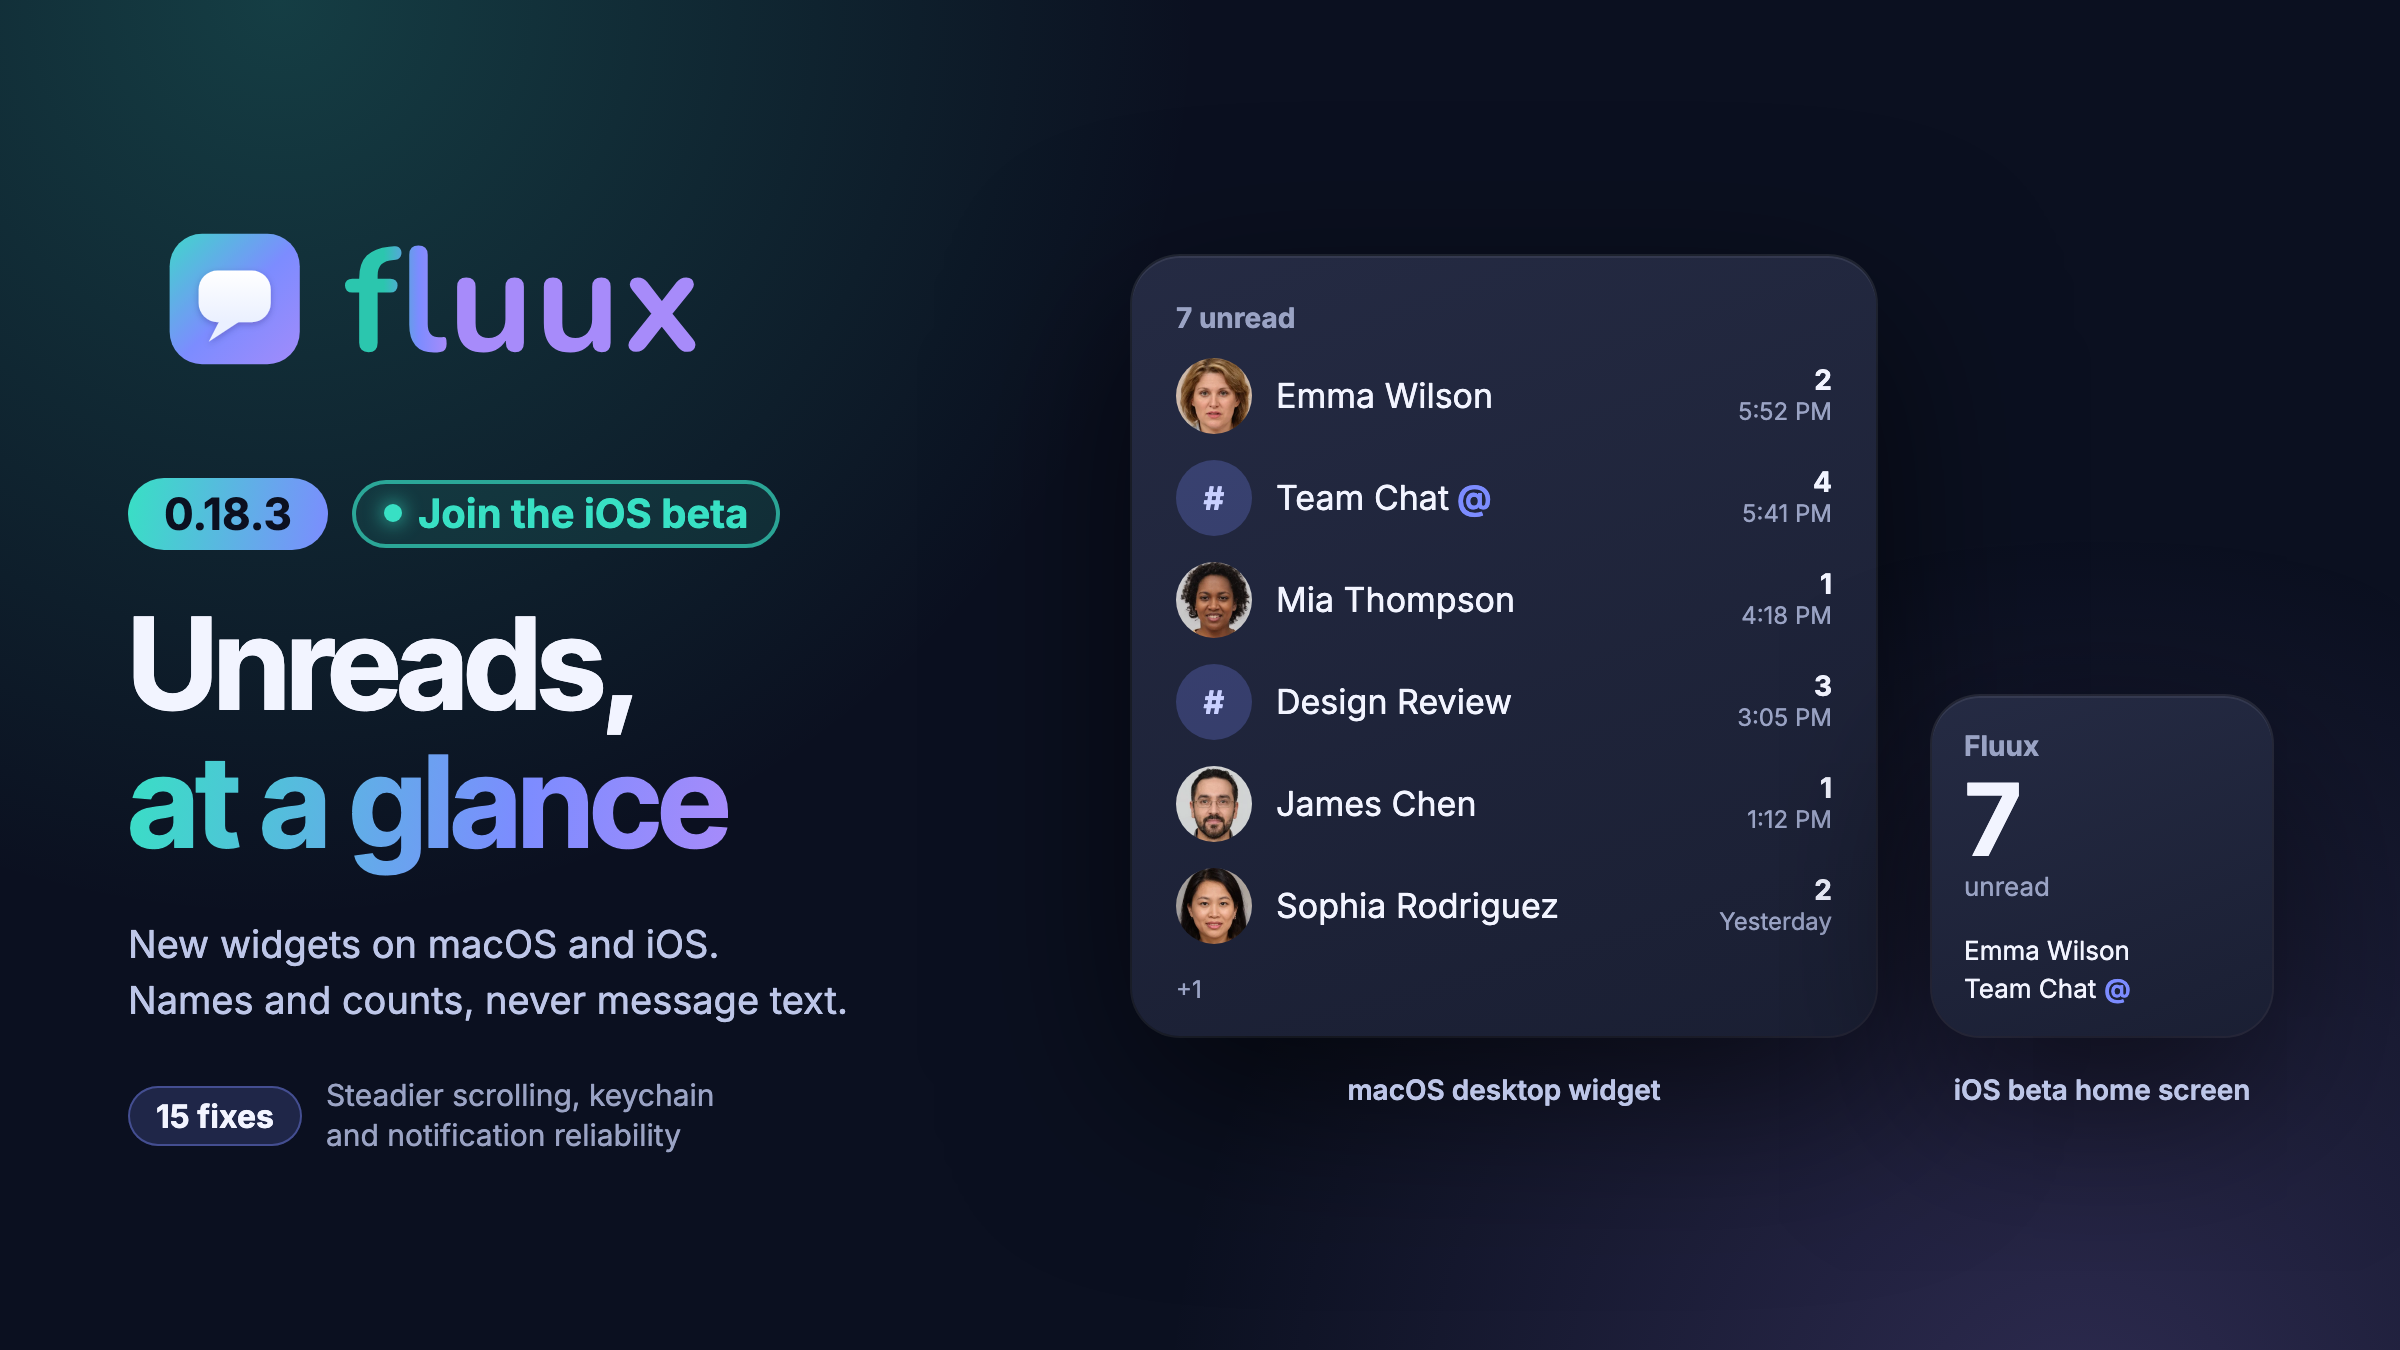 fluux
0.18.3
Join the iOS beta
Unreads,
at a glance
New widgets on macOS and iOS.
Names and counts, never message text.
15 fixes
Steadier scrolling, keychain
and notification reliability
7 unread
Emma Wilson
2
5:52 PM
#
Team Chat @
4
5:41 PM
Mia Thompson
1
4:18 PM
#
Design Review
3
3:05 PM
James Chen
1
1:12 PM
Sophia Rodriguez
2
Yesterday
+1
macOS desktop widget
Fluux
7
unread
Emma Wilson
Team Chat @
iOS beta home screen